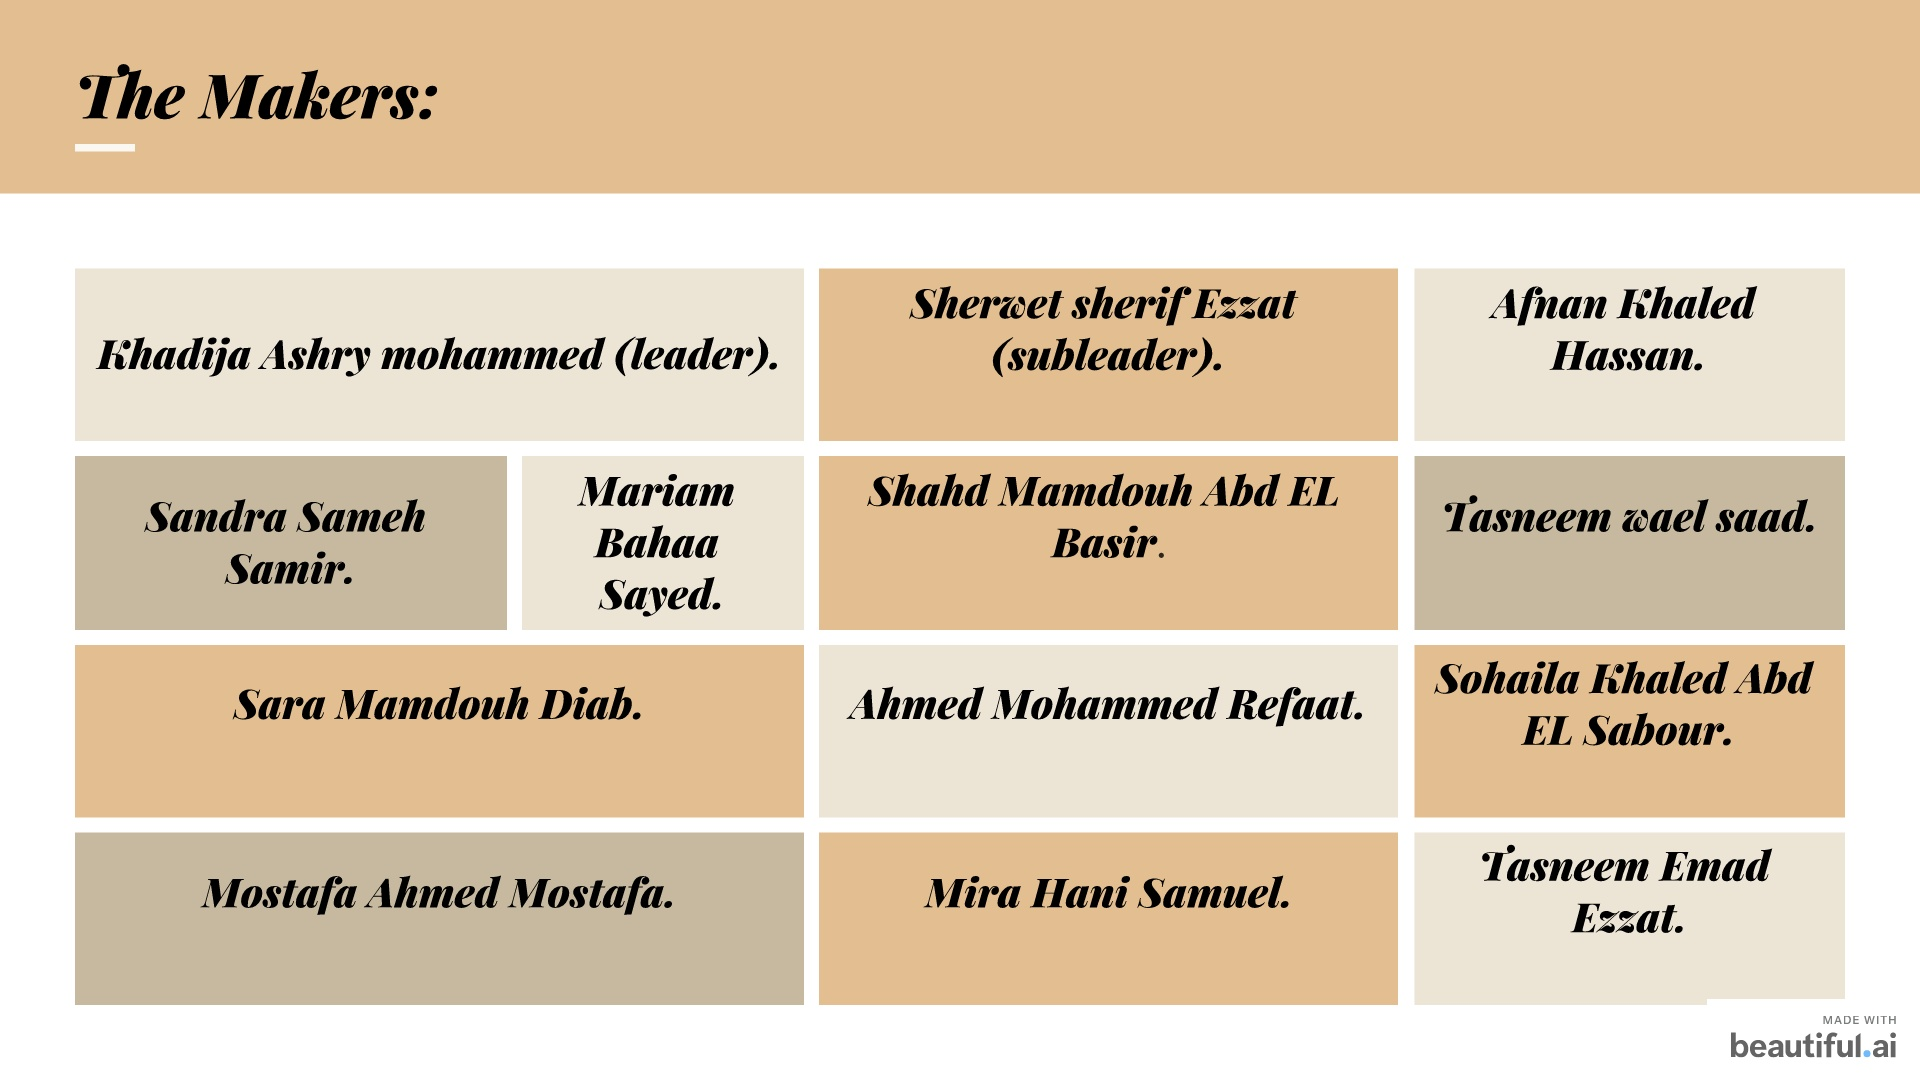 The Makers:
Khadija Ashry mohammed (leader).
Sherwet sherif Ezzat
(subleader).
Afnan Khaled
Hassan.
Sandra Sameh
Samir.
Mariam
Bahaa
Sayed.
Shahd Mamdouh Abd EL
Basir.
Tasneem wael saad.
Sara Mamdouh Diab.
Ahmed Mohammed Refaat.
Sohaila Khaled Abd
EL Sabour.
Mostafa Ahmed Mostafa.
Mira Hani Samuel.
Tasneem Emad
Ezzat.
MADE WITH
beautiful.ai